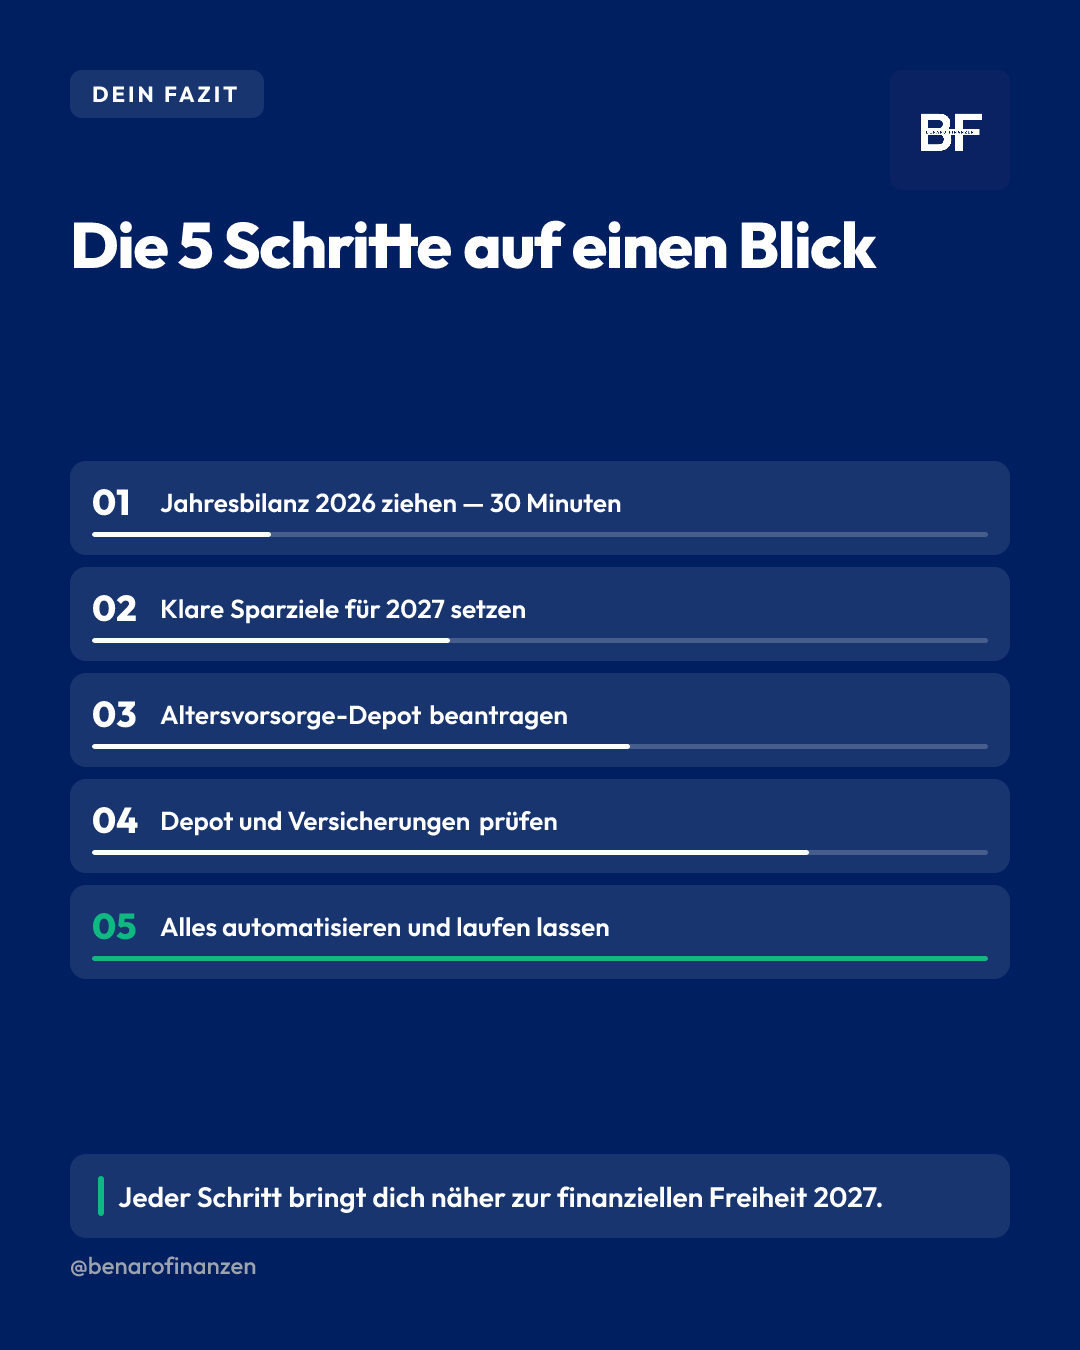 DEIN FAZIT
BF
Die 5 Schritte auf einen Blick
01 Jahresbilanz 2026 ziehen — 30 Minuten
02 Klare Sparziele für 2027 setzen
03 Altersvorsorge-Depot beantragen
04 Depot und Versicherungen prüfen
05 Alles automatisieren und laufen lassen
Jeder Schritt bringt dich näher zur finanziellen Freiheit 2027.
@benarofinanzen